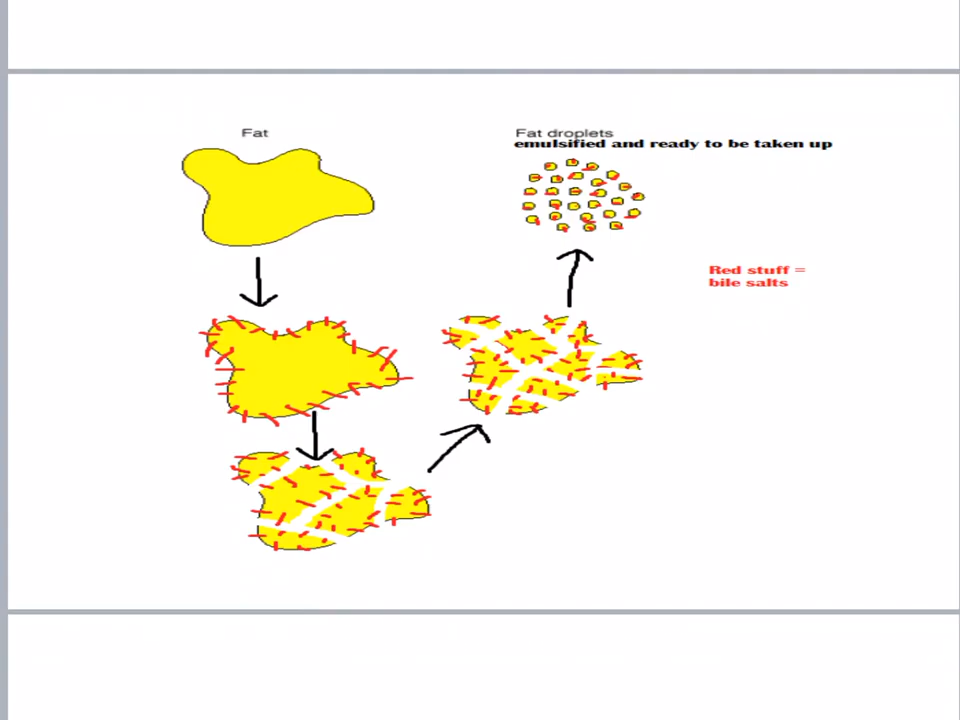 Fat
Fat droplets
emulsified and ready to be taken up
Red stuff =
bile salts